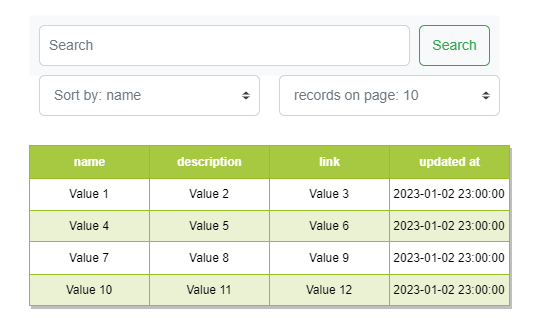 Search Search
Sort by: name records on page: 10
name description link updated at
Value 1 Value 2 Value 3 2023-01-02 23:00:00
Value 4 Value 5 Value 6 2023-01-02 23:00:00
Value 7 Value 8 Value 9 2023-01-02 23:00:00
Value 10 Value 11 Value 12 2023-01-02 23:00:00